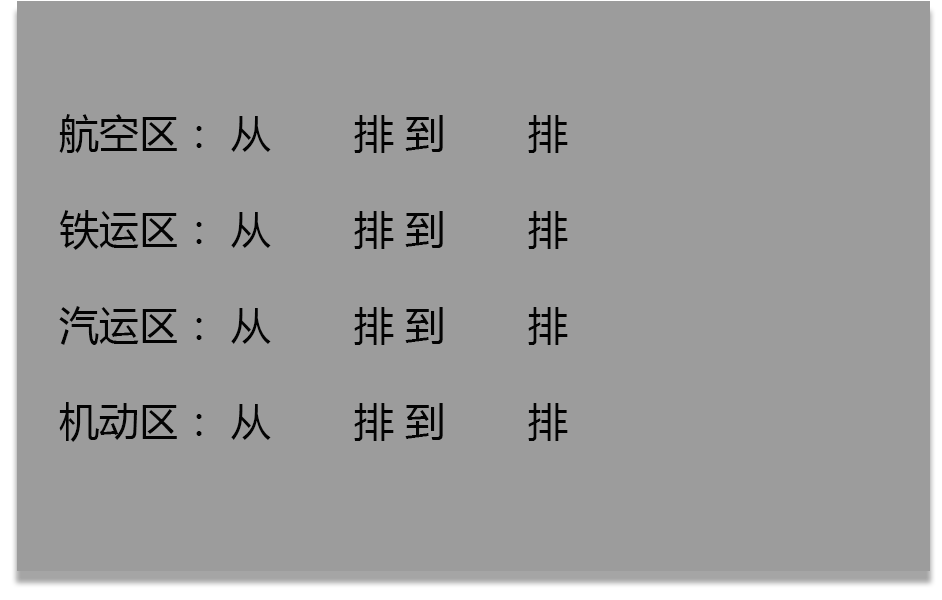 航空区：从 排 到 排
铁运区：从 排 到 排
汽运区：从 排 到 排
机动区：从 排 到 排